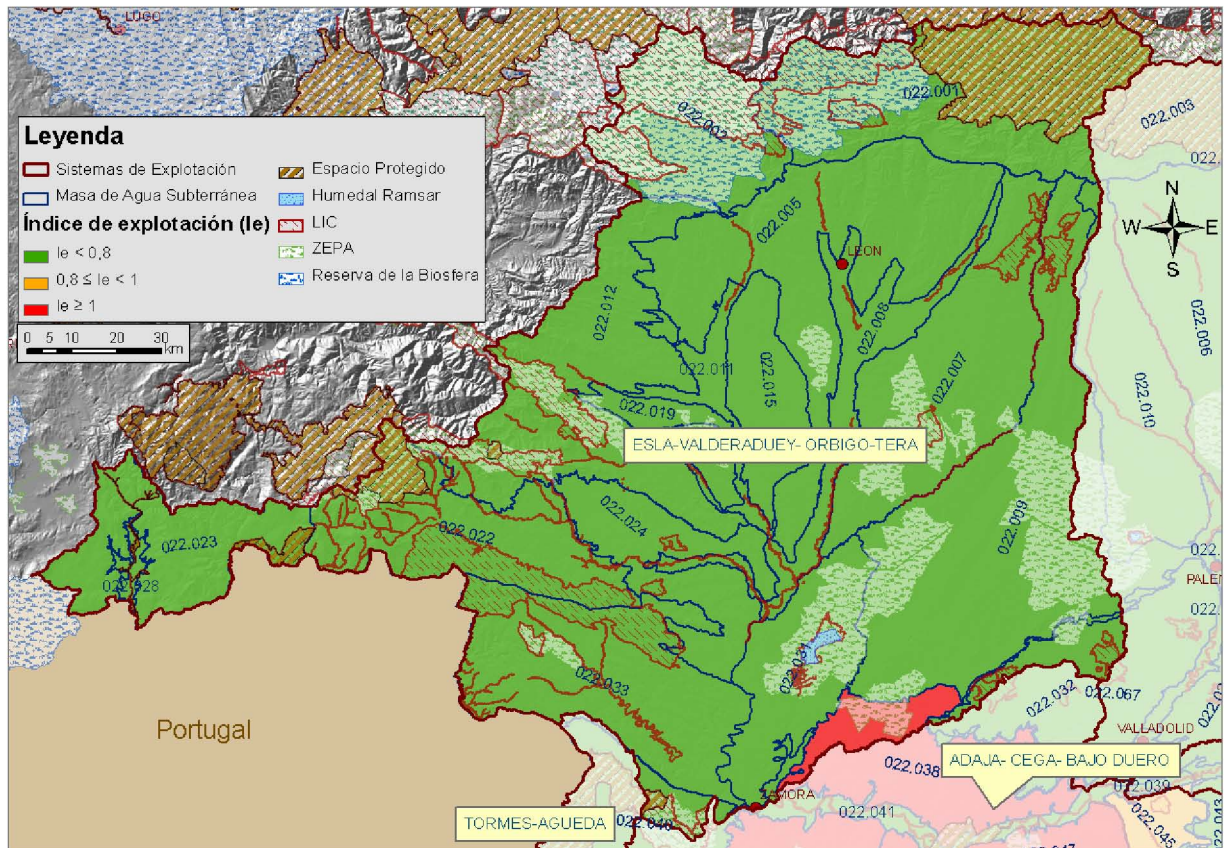 LUGO
Leyenda
Sistemas de Explotación
Masa de Agua Subterránea
Índice de explotación (Ie)
Ie < 0,8
0,8 ≤ Ie < 1
Ie ≥ 1
Espacio Protegido
Humedal Ramsar
LIC
ZEPA
Reserva de la Biosfera
0 5 10 20 30
km
N
W E
S
022.001
022.002
022.003
022.005
LEON
022.012
022.008
022.006
022.011
022.015
022.007
022.010
022.019
ESLA-VALDERADUEY- ORBIGO-TERA
022.024
022.009
022.022
022.023
022.028
022.033
022.032
022.067
VALLADOLID
Portugal
022.038
ADAJA- CEGA- BAJO DUERO
022.039
ZAMORA
022.041
TORMES-AGUEDA
022.045
022.043